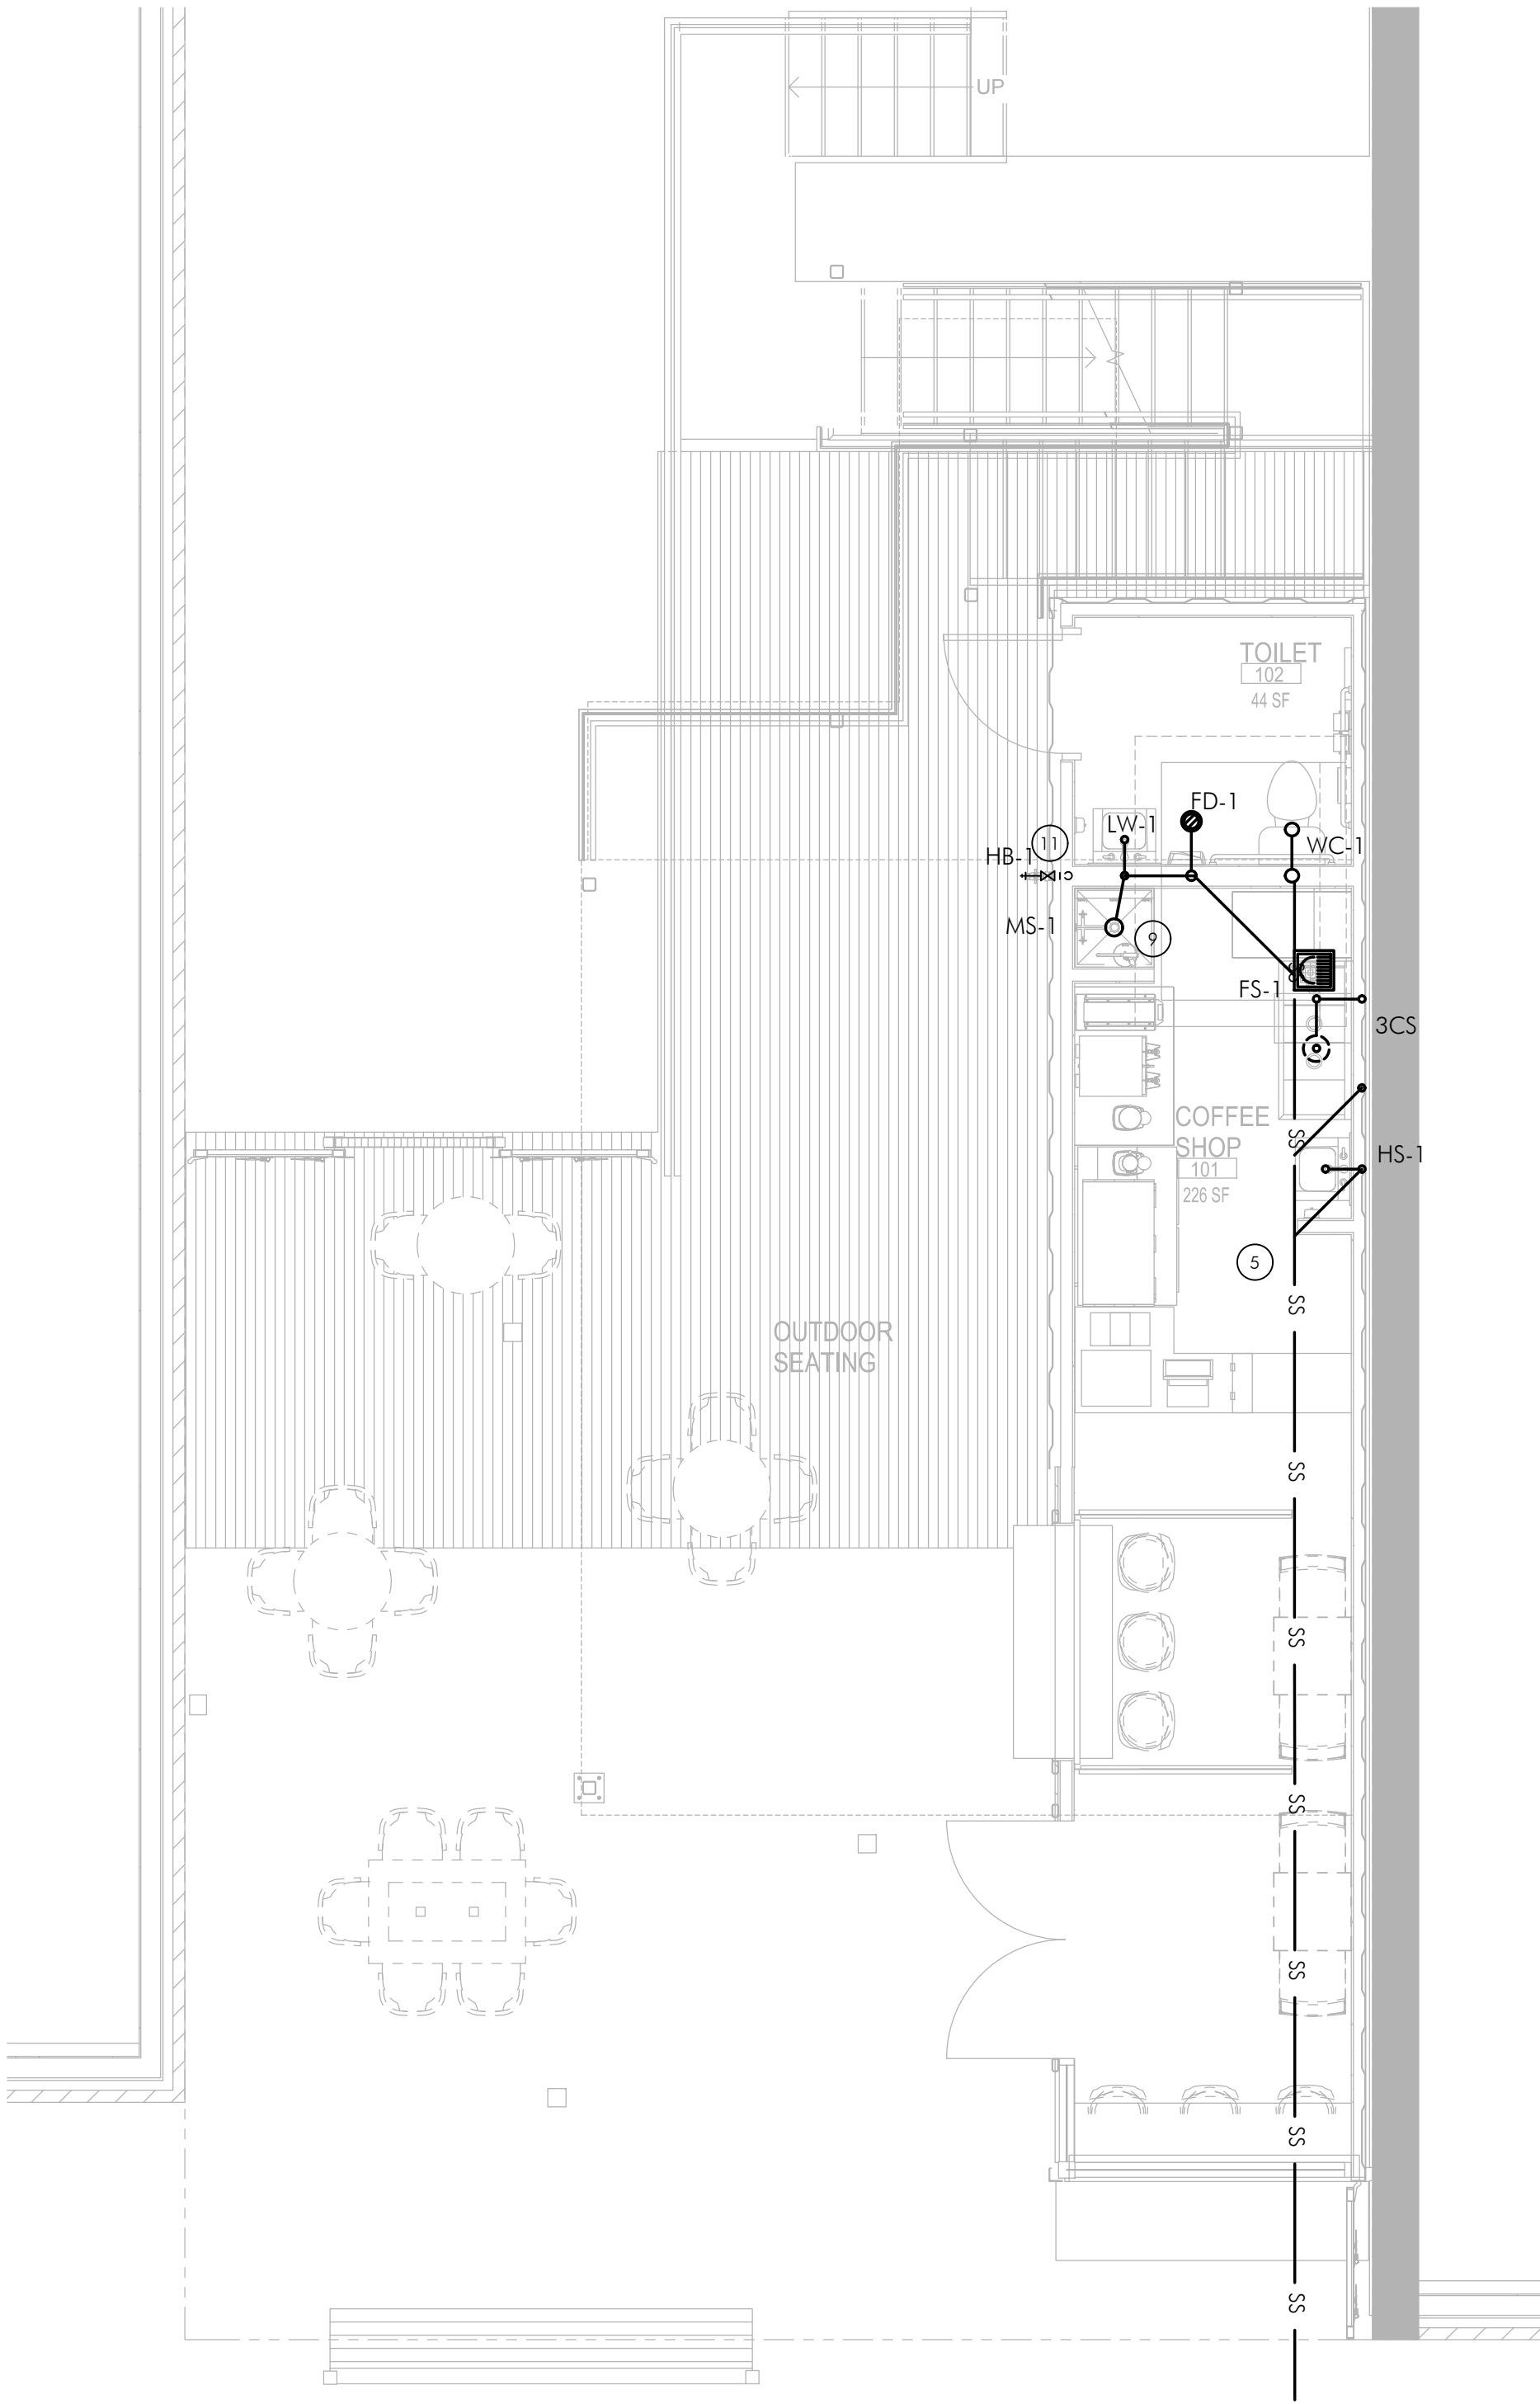 UP
TOILET
102
44 SF
FD-1
LW-1
11
WC-1
HB-1
MS-1
9
SS
FS-1
3CS
COFFEE
SHOP
101
226 SF
SS
HS-1
5
SS
OUTDOOR
SEATING
SS
SS
SS
SS
SS
SS